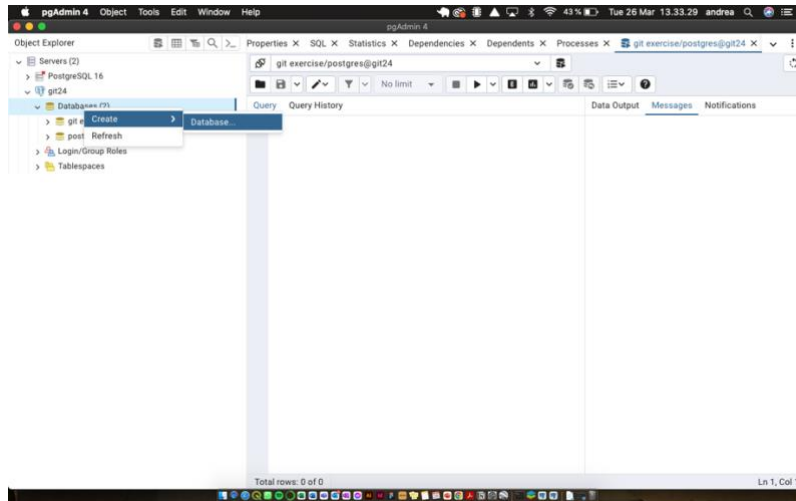 pgAdmin 4 Object Tools Edit Window Help 43% Tue 26 Mar 13.33.29 andrea
pgAdmin 4
Object Explorer
Properties SQL Statistics Dependencies Dependents Processes git exercise/postgres@git24
Servers (2)
git exercise/postgres@git24
PostgreSQL 16
git24
No limit
Databases (2)
Query Query History
Data Output Messages Notifications
git e
Create
Database...
post
Refresh
Login/Group Roles
Tablespaces
Total rows: 0 of 0
Ln 1, Col 1